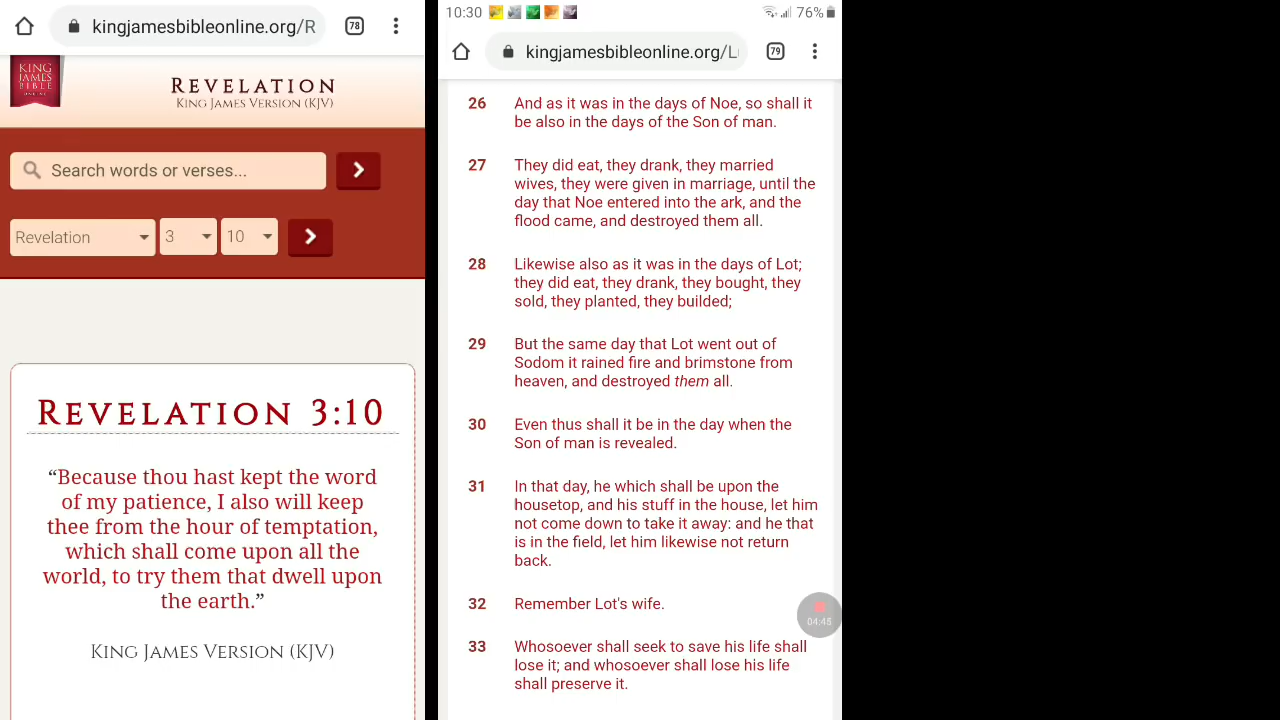 kingjamesbibleonline.org/R
78
KING
JAMES
BIBLE
ONLINE
REVELATION
KING JAMES VERSION (KJV)
Search words or verses...
Revelation
3
10
REVELATION 3:10
“Because thou hast kept the word
of my patience, I also will keep
thee from the hour of temptation,
which shall come upon all the
world, to try them that dwell upon
the earth.”
KING JAMES VERSION (KJV)
10:30
76%
kingjamesbibleonline.org/L
79
26 And as it was in the days of Noe, so shall it
be also in the days of the Son of man.
27 They did eat, they drank, they married
wives, they were given in marriage, until the
day that Noe entered into the ark, and the
flood came, and destroyed them all.
28 Likewise also as it was in the days of Lot;
they did eat, they drank, they bought, they
sold, they planted, they builded;
29 But the same day that Lot went out of
Sodom it rained fire and brimstone from
heaven, and destroyed them all.
30 Even thus shall it be in the day when the
Son of man is revealed.
31 In that day, he which shall be upon the
housetop, and his stuff in the house, let him
not come down to take it away: and he that
is in the field, let him likewise not return
back.
32 Remember Lot's wife.
04:45
33 Whosoever shall seek to save his life shall
lose it; and whosoever shall lose his life
shall preserve it.